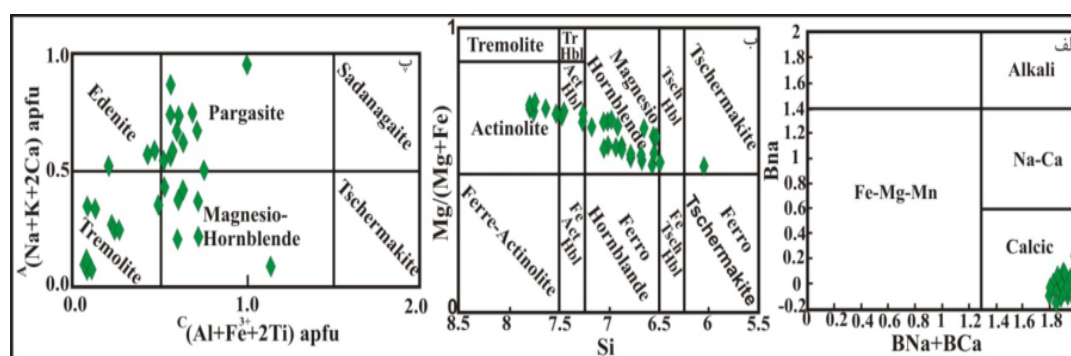 A(Na+K+2Ca) apfu
1.0
0.5
0.0
Edenite
Pargasite
Sadanagaite
Tremolite
Magnesio-
Hornblende
Tschermakite
0.0
1.0
2.0
C(Al+Fe3++2Ti) apfu
پ
Mg/(Mg+Fe)
1
0
Tremolite
Tr
Hbl
Magnesio
Hornblende
Tsch
Hbl
Tschermakite
Actinolite
Act
Hbl
Ferre-Actinolite
Fe
Act
Hbl
Ferro
Hornblande
Fe
Tsch
Hbl
Ferro
Tschermakite
8.5 8 7.5 7 6.5 6 5.5
Si
ب
Bna
2
1.8
1.6
1.4
1.2
1
0.8
0.6
0.4
0.2
0
-0.2
الف
Alkali
Na-Ca
Fe-Mg-Mn
Calcic
0 0.2 0.4 0.6 0.8 1 1.2 1.4 1.6 1.8
BNa+BCa